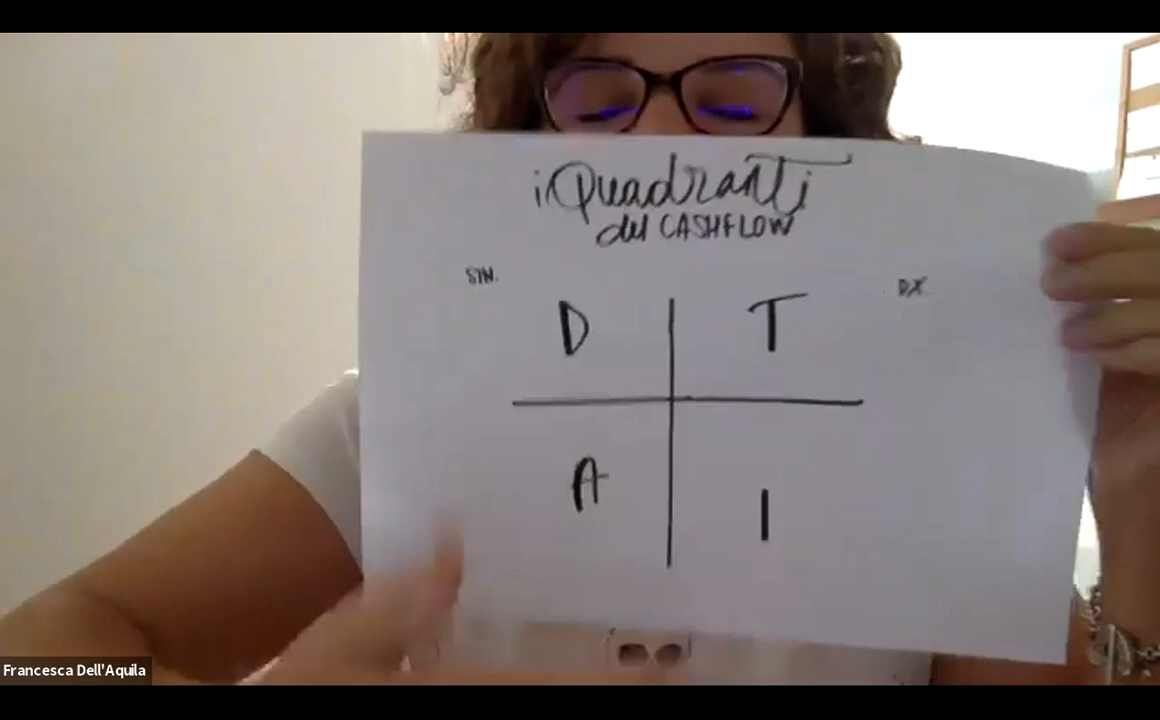 i Quadranti
del CASHFLOW
SIN. DX
D T
A I
Francesca Dell'Aquila